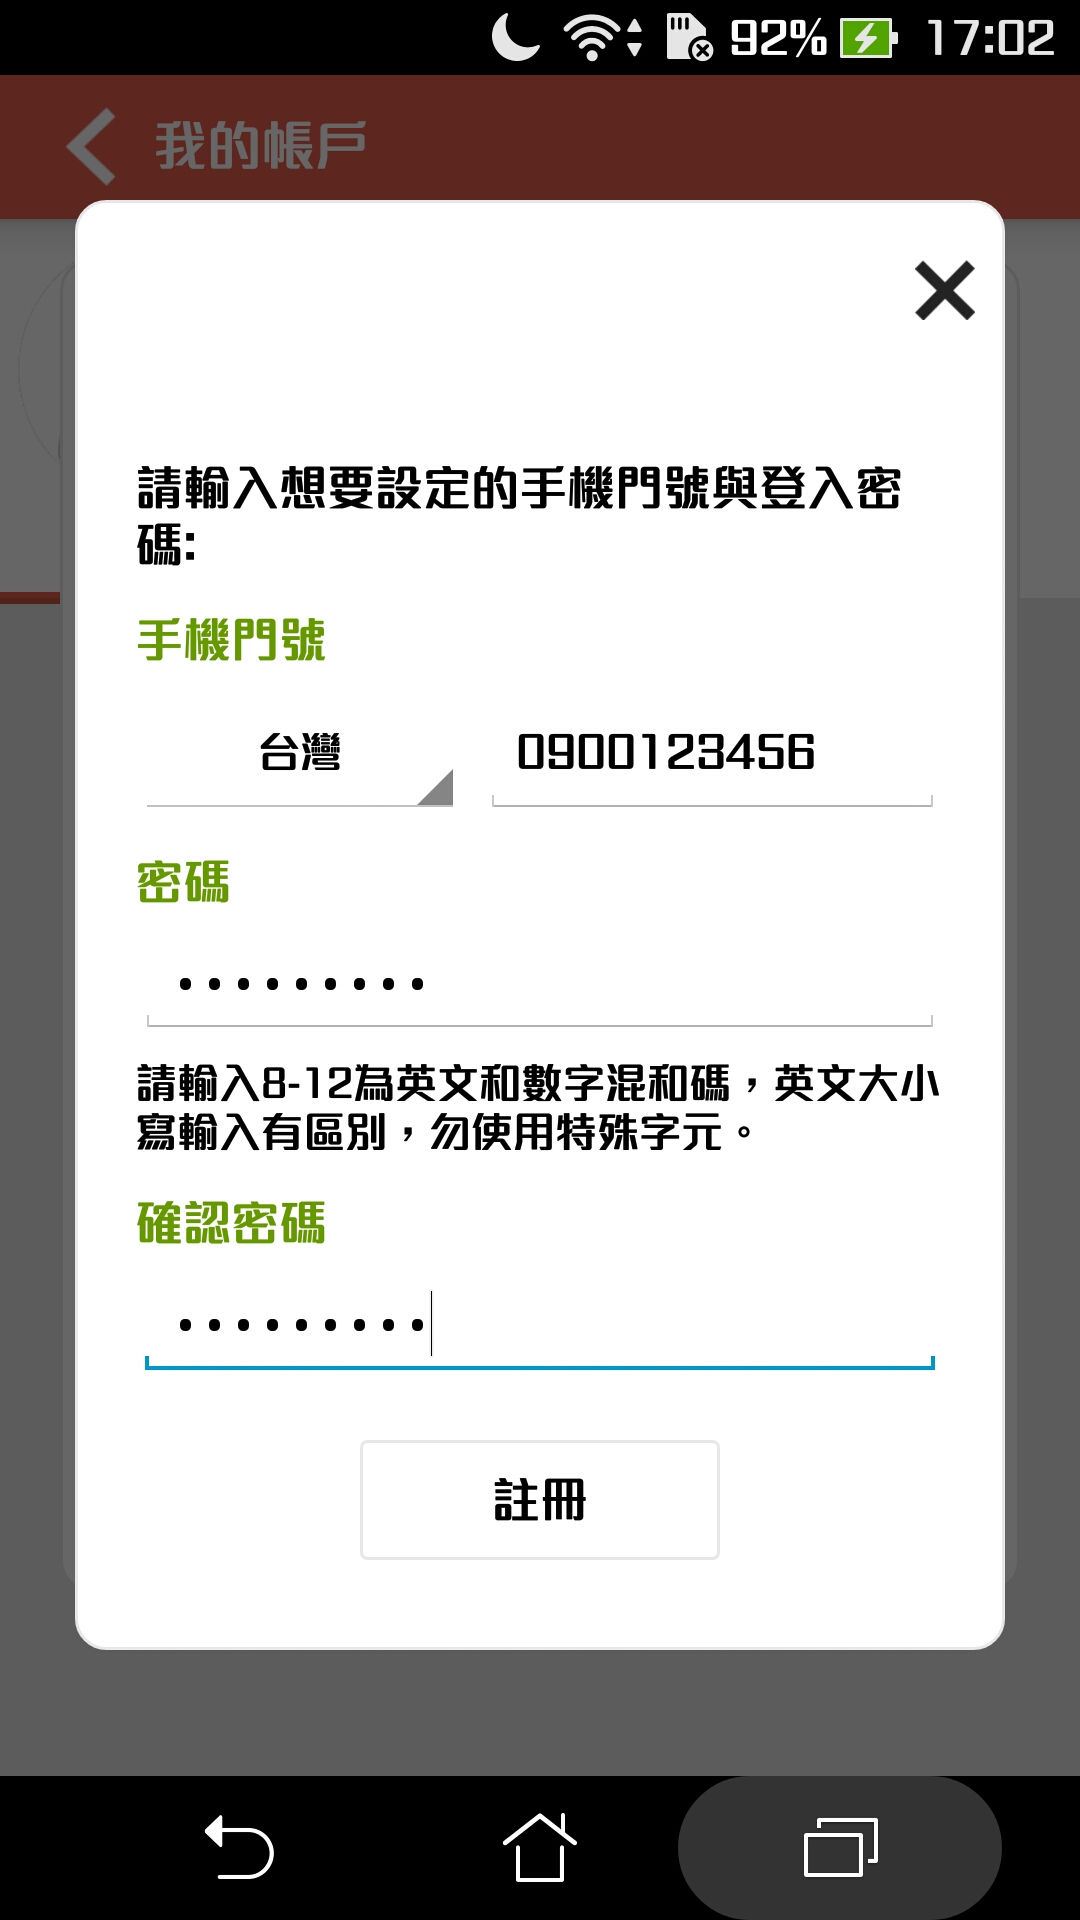 92% 17:02
我的帳戶
請輸入想要設定的手機門號與登入密
碼:
手機門號
台灣 0900123456
密碼
•••••••••
請輸入8-12為英文和數字混和碼，英文大小
寫輸入有區別，勿使用特殊字元。
確認密碼
•••••••••
註冊